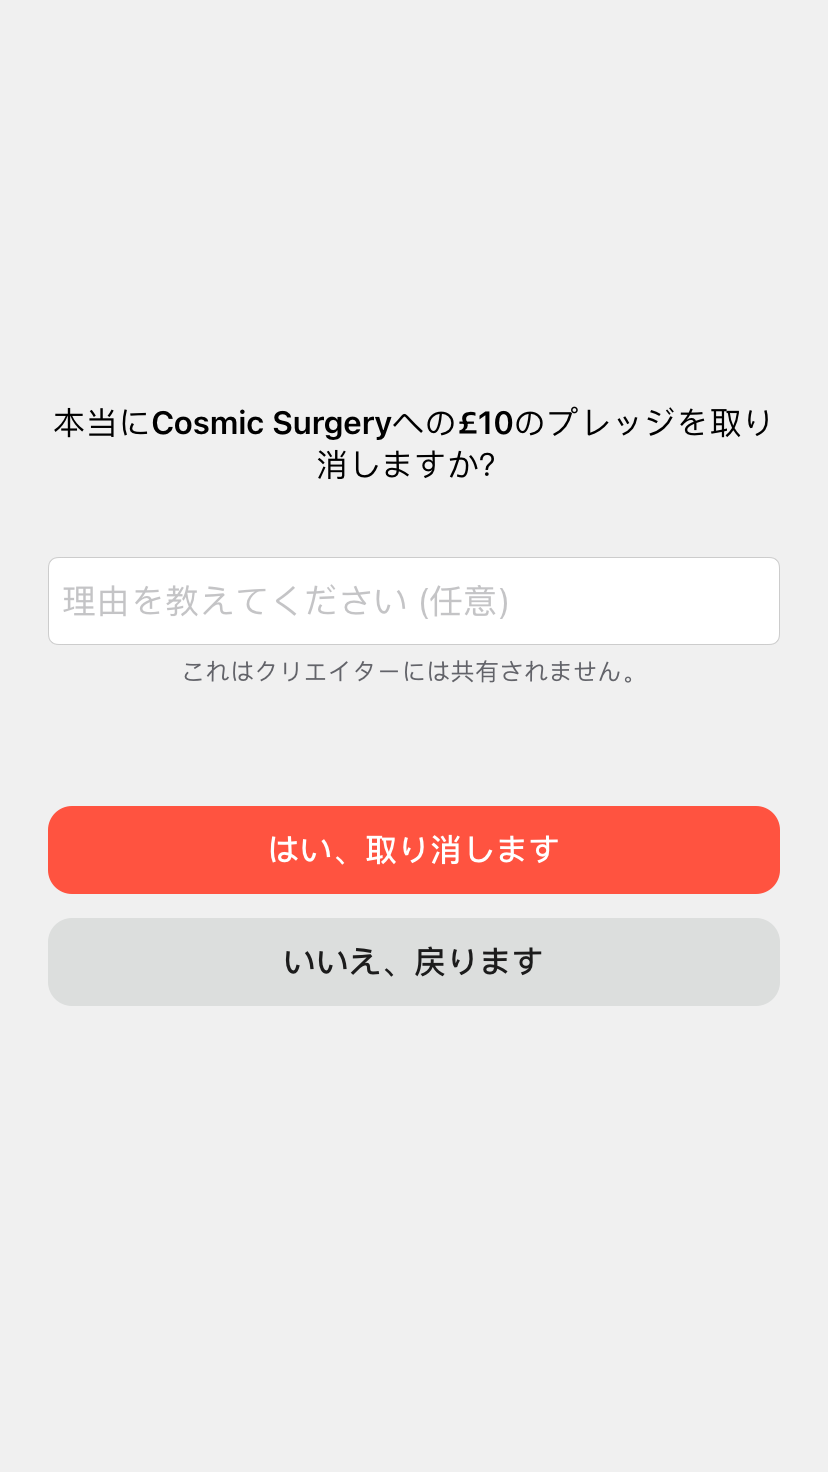 本当にCosmic Surgeryへの£10のプレッジを取り
消しますか?
理由を教えてください (任意)
これはクリエイターには共有されません。
はい、取り消します
いいえ、戻ります